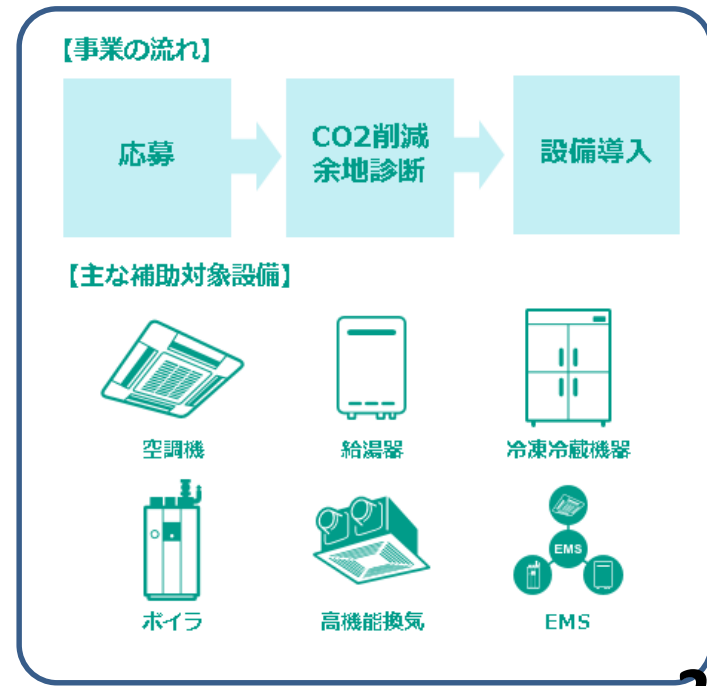 【事業の流れ】
応募
CO2削減
余地診断
設備導入
【主な補助対象設備】
空調機
給湯器
冷凍冷蔵機器
ボイラ
高機能換気
EMS
EMS